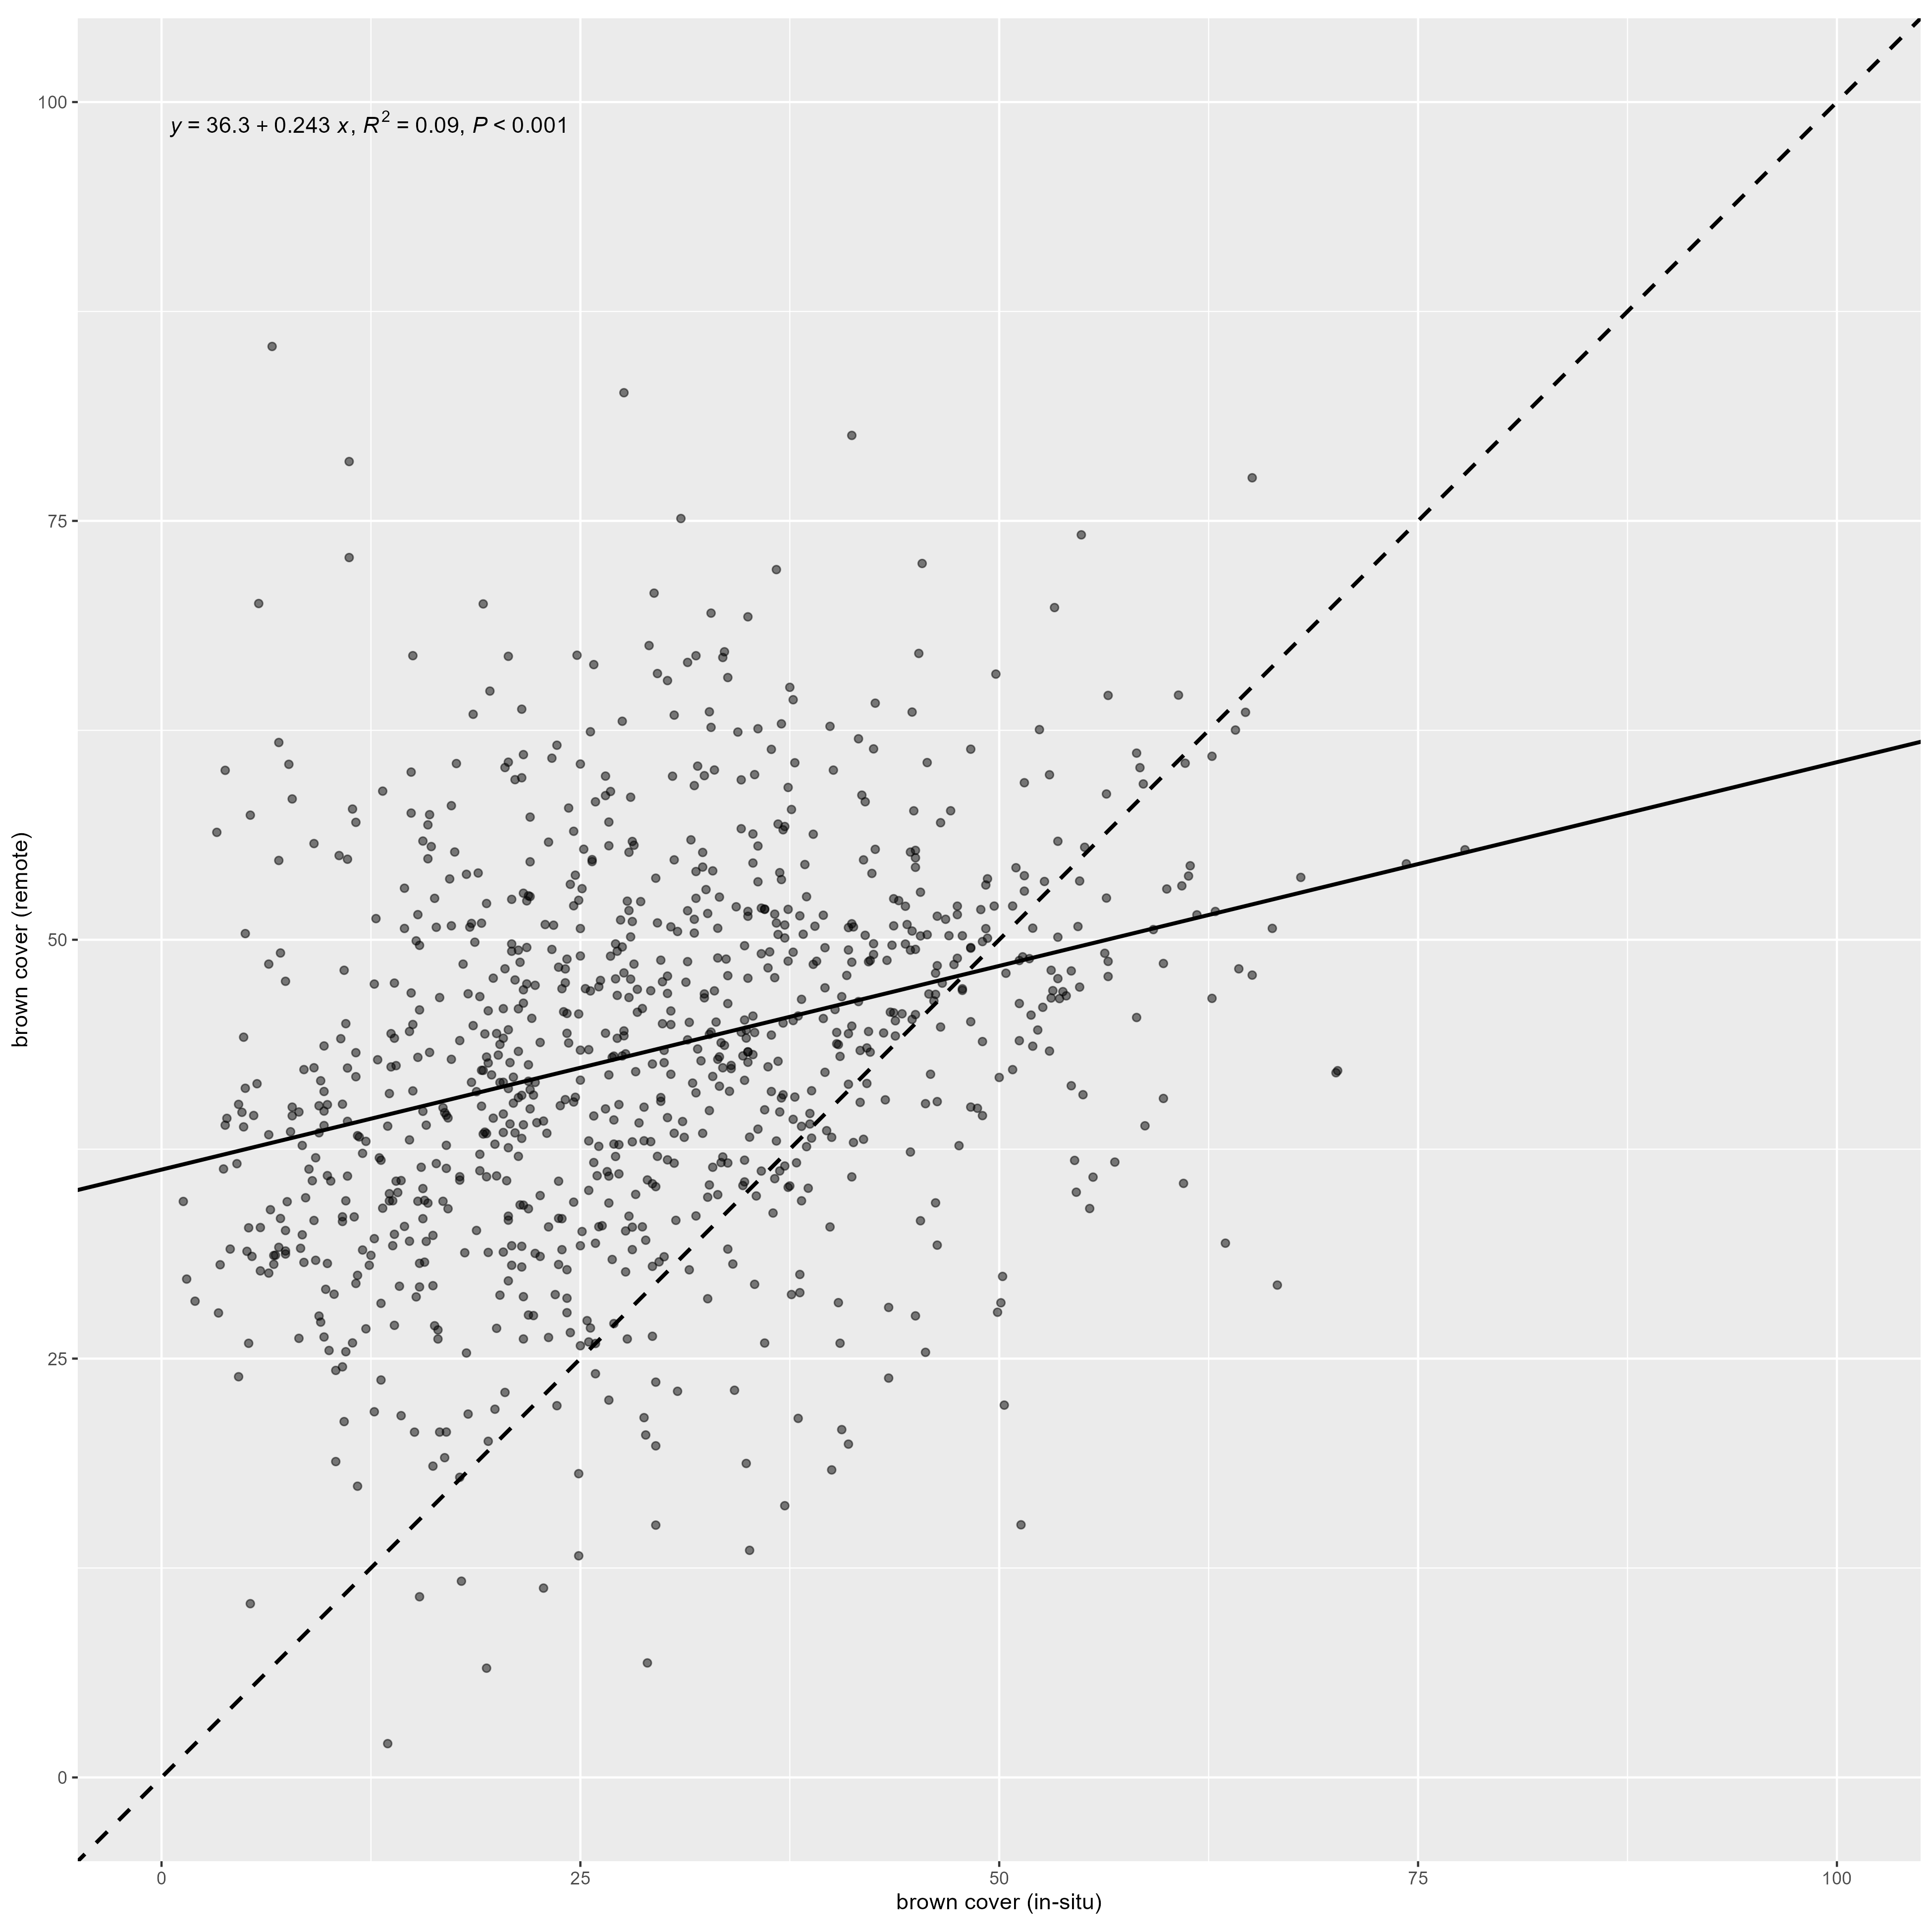 100
y = 36.3 + 0.243 x, R² = 0.09, P < 0.001
75
brown cover (remote)
50
25
0
0 25 50 75 100
brown cover (in-situ)